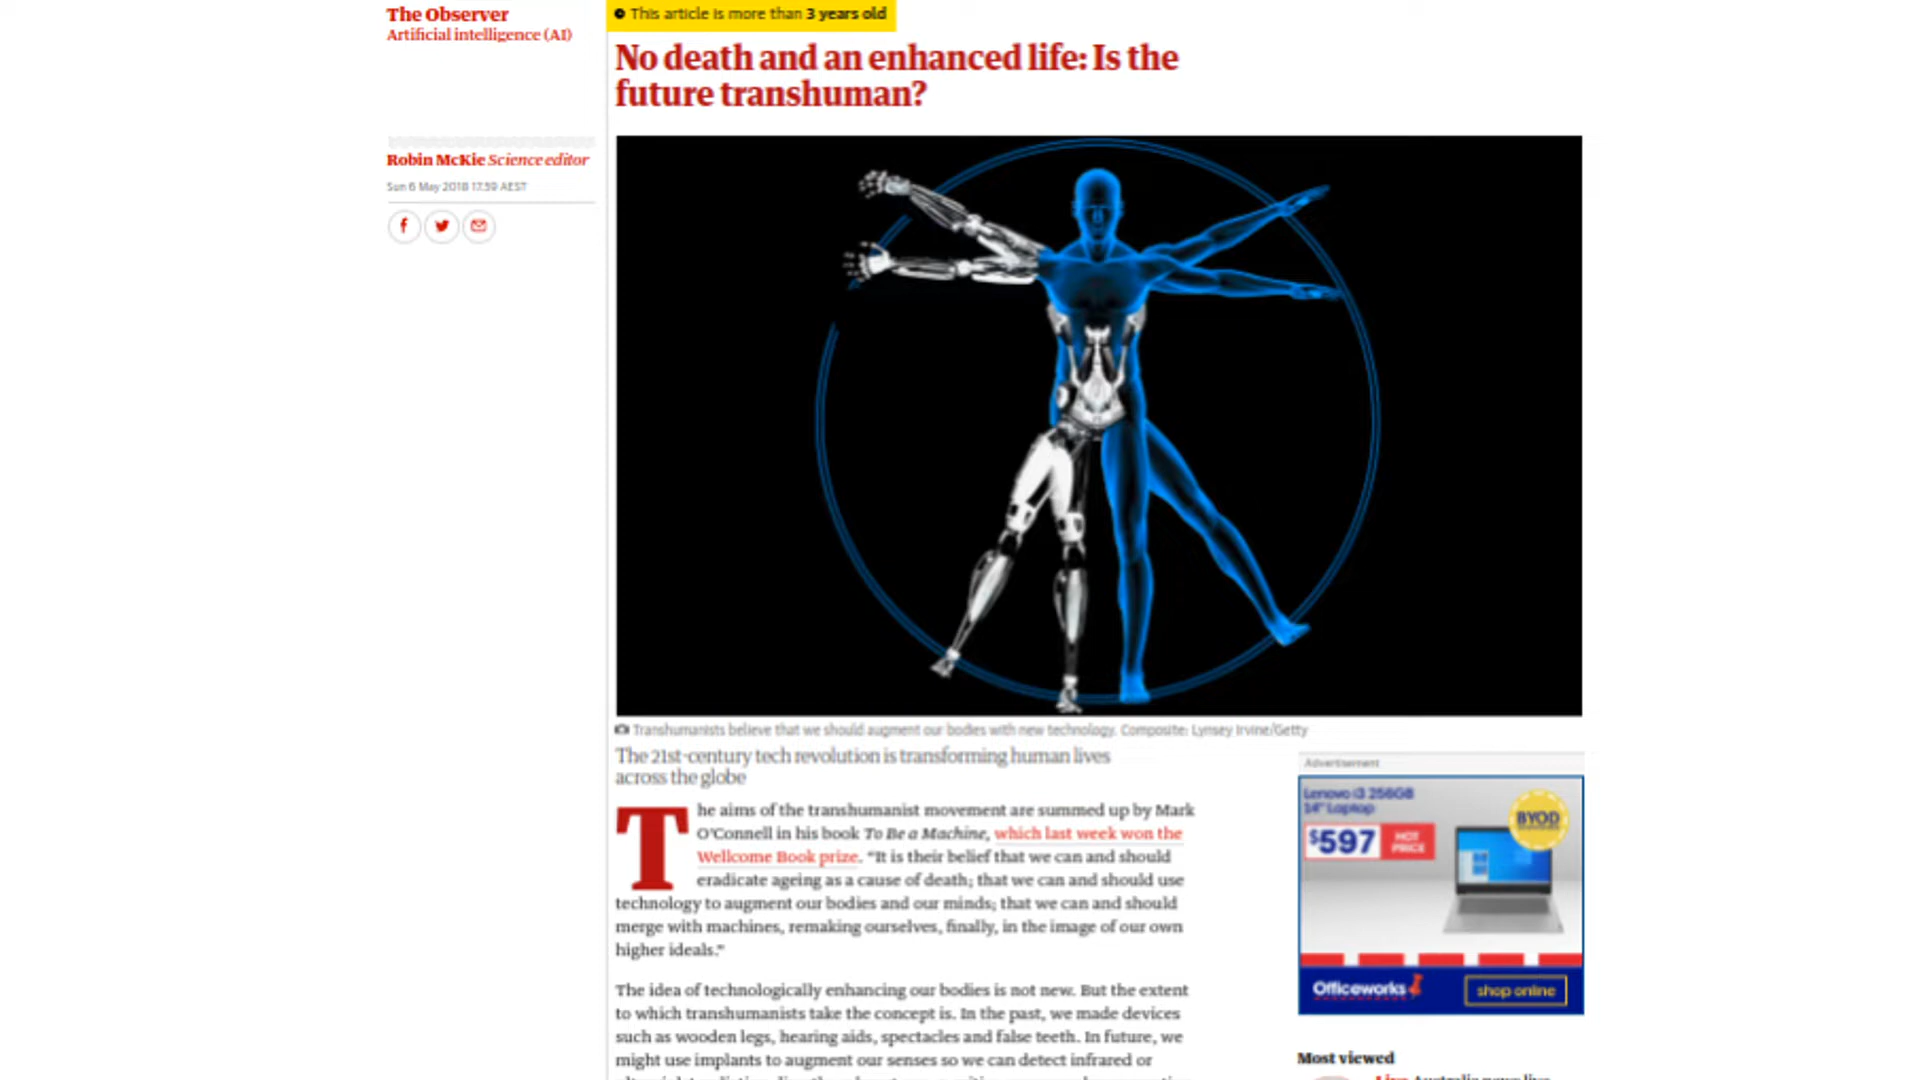 The Observer
Artificial intelligence (AI)
This article is more than 3 years old
No death and an enhanced life: Is the
future transhuman?
Robin McKie Science editor
Sun 6 May 2018 17.59 AEST
Transhumanists believe that we should augment our bodies with new technology. Composite: Lynsey Irvine/Getty
The 21st-century tech revolution is transforming human lives
across the globe
The aims of the transhumanist movement are summed up by Mark
O'Connell in his book To Be a Machine, which last week won the
Wellcome Book prize. “It is their belief that we can and should
eradicate ageing as a cause of death; that we can and should use
technology to augment our bodies and our minds; that we can and should
merge with machines, remaking ourselves, finally, in the image of our own
higher ideals.”
The idea of technologically enhancing our bodies is not new. But the extent
to which transhumanists take the concept is. In the past, we made devices
such as wooden legs, hearing aids, spectacles and false teeth. In future, we
might use implants to augment our senses so we can detect infrared or
Advertisement
Lenovo i3 256GB
14" Laptop
$597 HOT PRICE
BYOD
Officeworks shop online
Most viewed
Live Australia news live